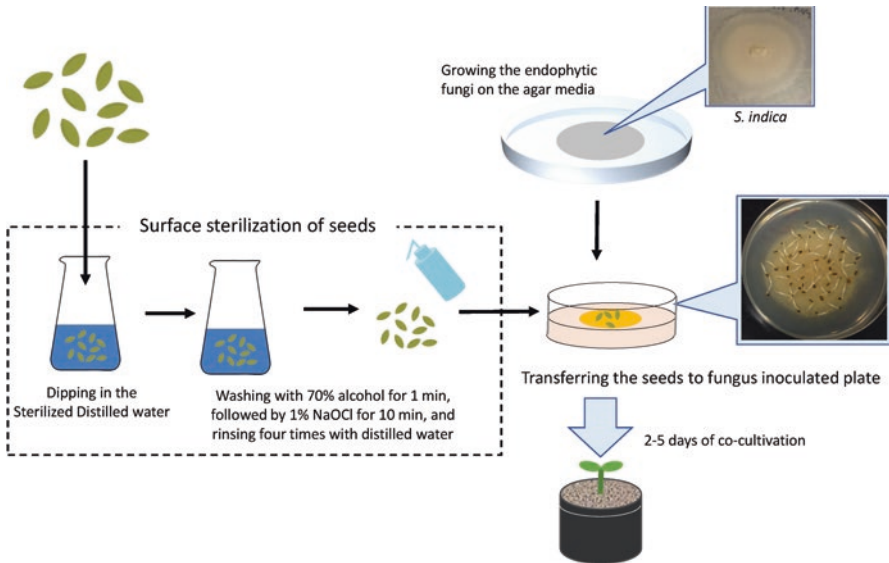 Growing the endophytic
fungi on the agar media
S. indica
Surface sterilization of seeds
Dipping in the
Sterilized Distilled water
Washing with 70% alcohol for 1 min,
followed by 1% NaOCl for 10 min, and
rinsing four times with distilled water
Transferring the seeds to fungus inoculated plate
2-5 days of co-cultivation